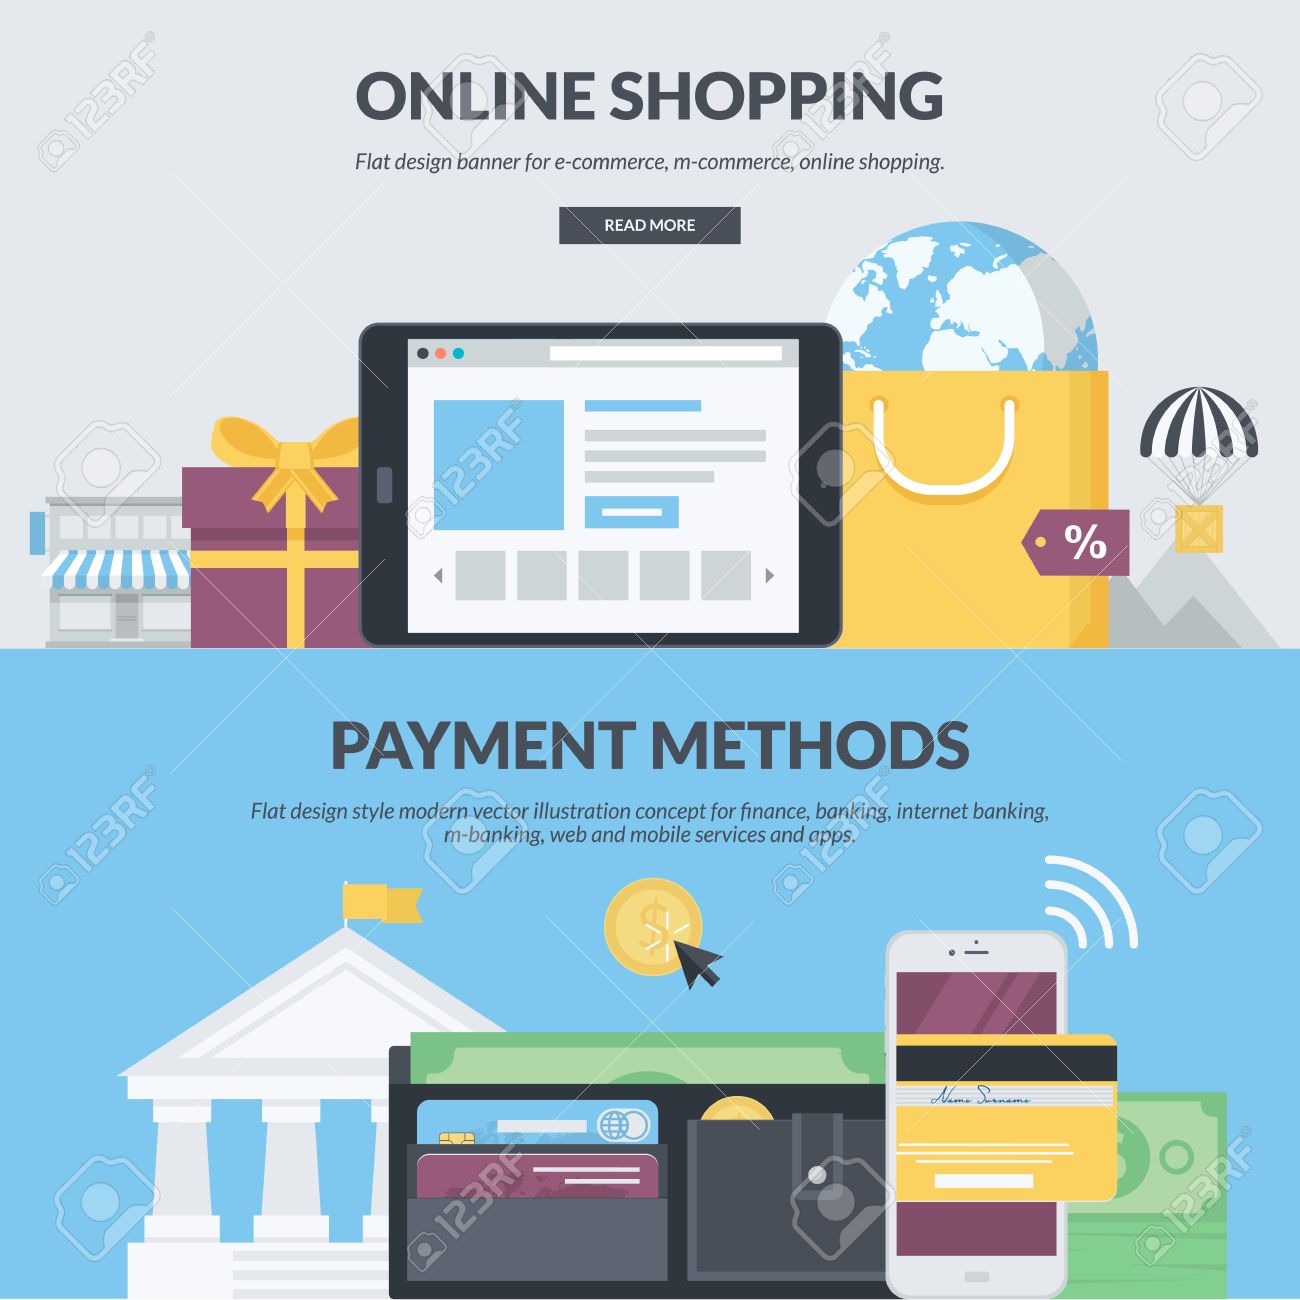 ONLINE SHOPPING
Flat design banner for e-commerce, m-commerce, online shopping.
READ MORE
%
PAYMENT METHODS
Flat design style modern vector illustration concept for finance, banking, internet banking,
m-banking, web and mobile services and apps.
$
Name Surname
$
123RF